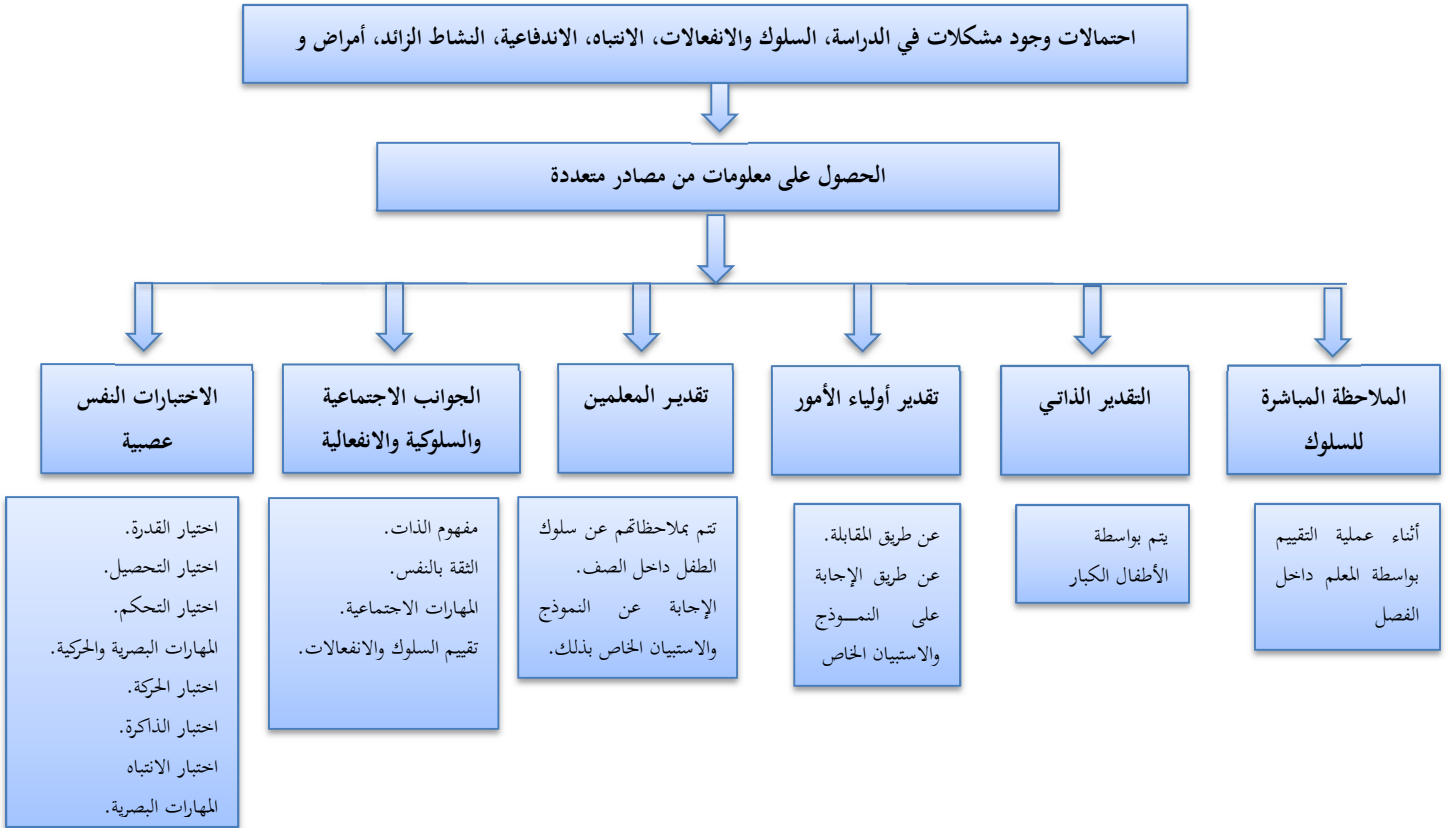 احتمالات وجود مشكلات في الدراسة، السلوك والانفعالات، الانتباه، الاندفاعية، النشاط الزائد، أمراض و
الحصول على معلومات من مصادر متعددة
الملاحظة المباشرة
للسلوك
التقدير الذاتي
تقدير أولياء الأمور
تقديـر المعلمين
الجوانب الاجتماعية
والسلوكية والانفعالية
الاختبارات النفس
عصبية
أثناء عملية التقييم
بواسطة المعلم داخل
الفصل
يتم بواسطة
الأطفال الكبار
عن طريق المقابلة.
عن طريق الإجابة
على النمـــوذج
والاستبيان الخاص
تتم بملاحظاتهم عن سلوك
الطفل داخل الصف.
الإجابة عن النموذج
والاستبيان الخاص بذلك.
مفهوم الذات.
الثقة بالنفس.
المهارات الاجتماعية.
تقييم السلوك والانفعالات.
اختيار القدرة.
اختيار التحصيل.
اختيار التحكم.
المهارات البصرية والحركية.
اختبار الحركة.
اختبار الذاكرة.
اختبار الانتباه
المهارات البصرية.